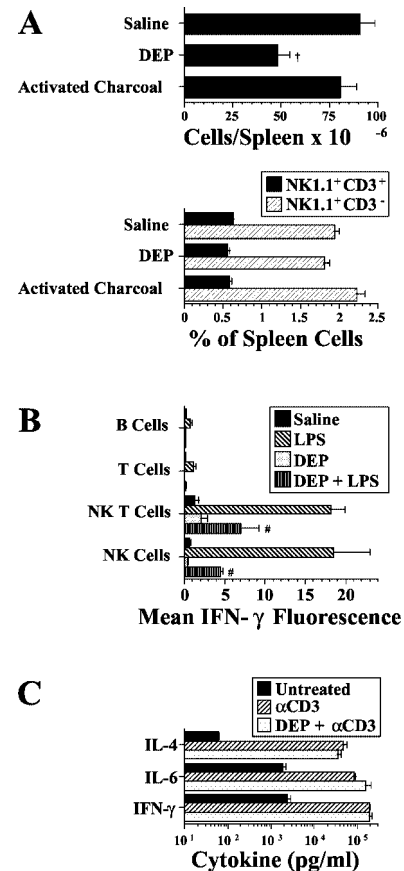 A
Saline
DEP
†
Activated Charcoal
0 25 50 75 100
Cells/Spleen x 10 -6
NK1.1+CD3+
NK1.1+CD3-
Saline
DEP
Activated Charcoal
0 0.5 1 1.5 2 2.5
% of Spleen Cells
B
Saline
LPS
DEP
DEP + LPS
B Cells
T Cells
NK T Cells
#
NK Cells
#
0 5 10 15 20
Mean IFN-γ Fluorescence
C
Untreated
αCD3
DEP + αCD3
IL-4
IL-6
IFN-γ
10 1 10 2 10 3 10 4 10 5
Cytokine (pg/ml)